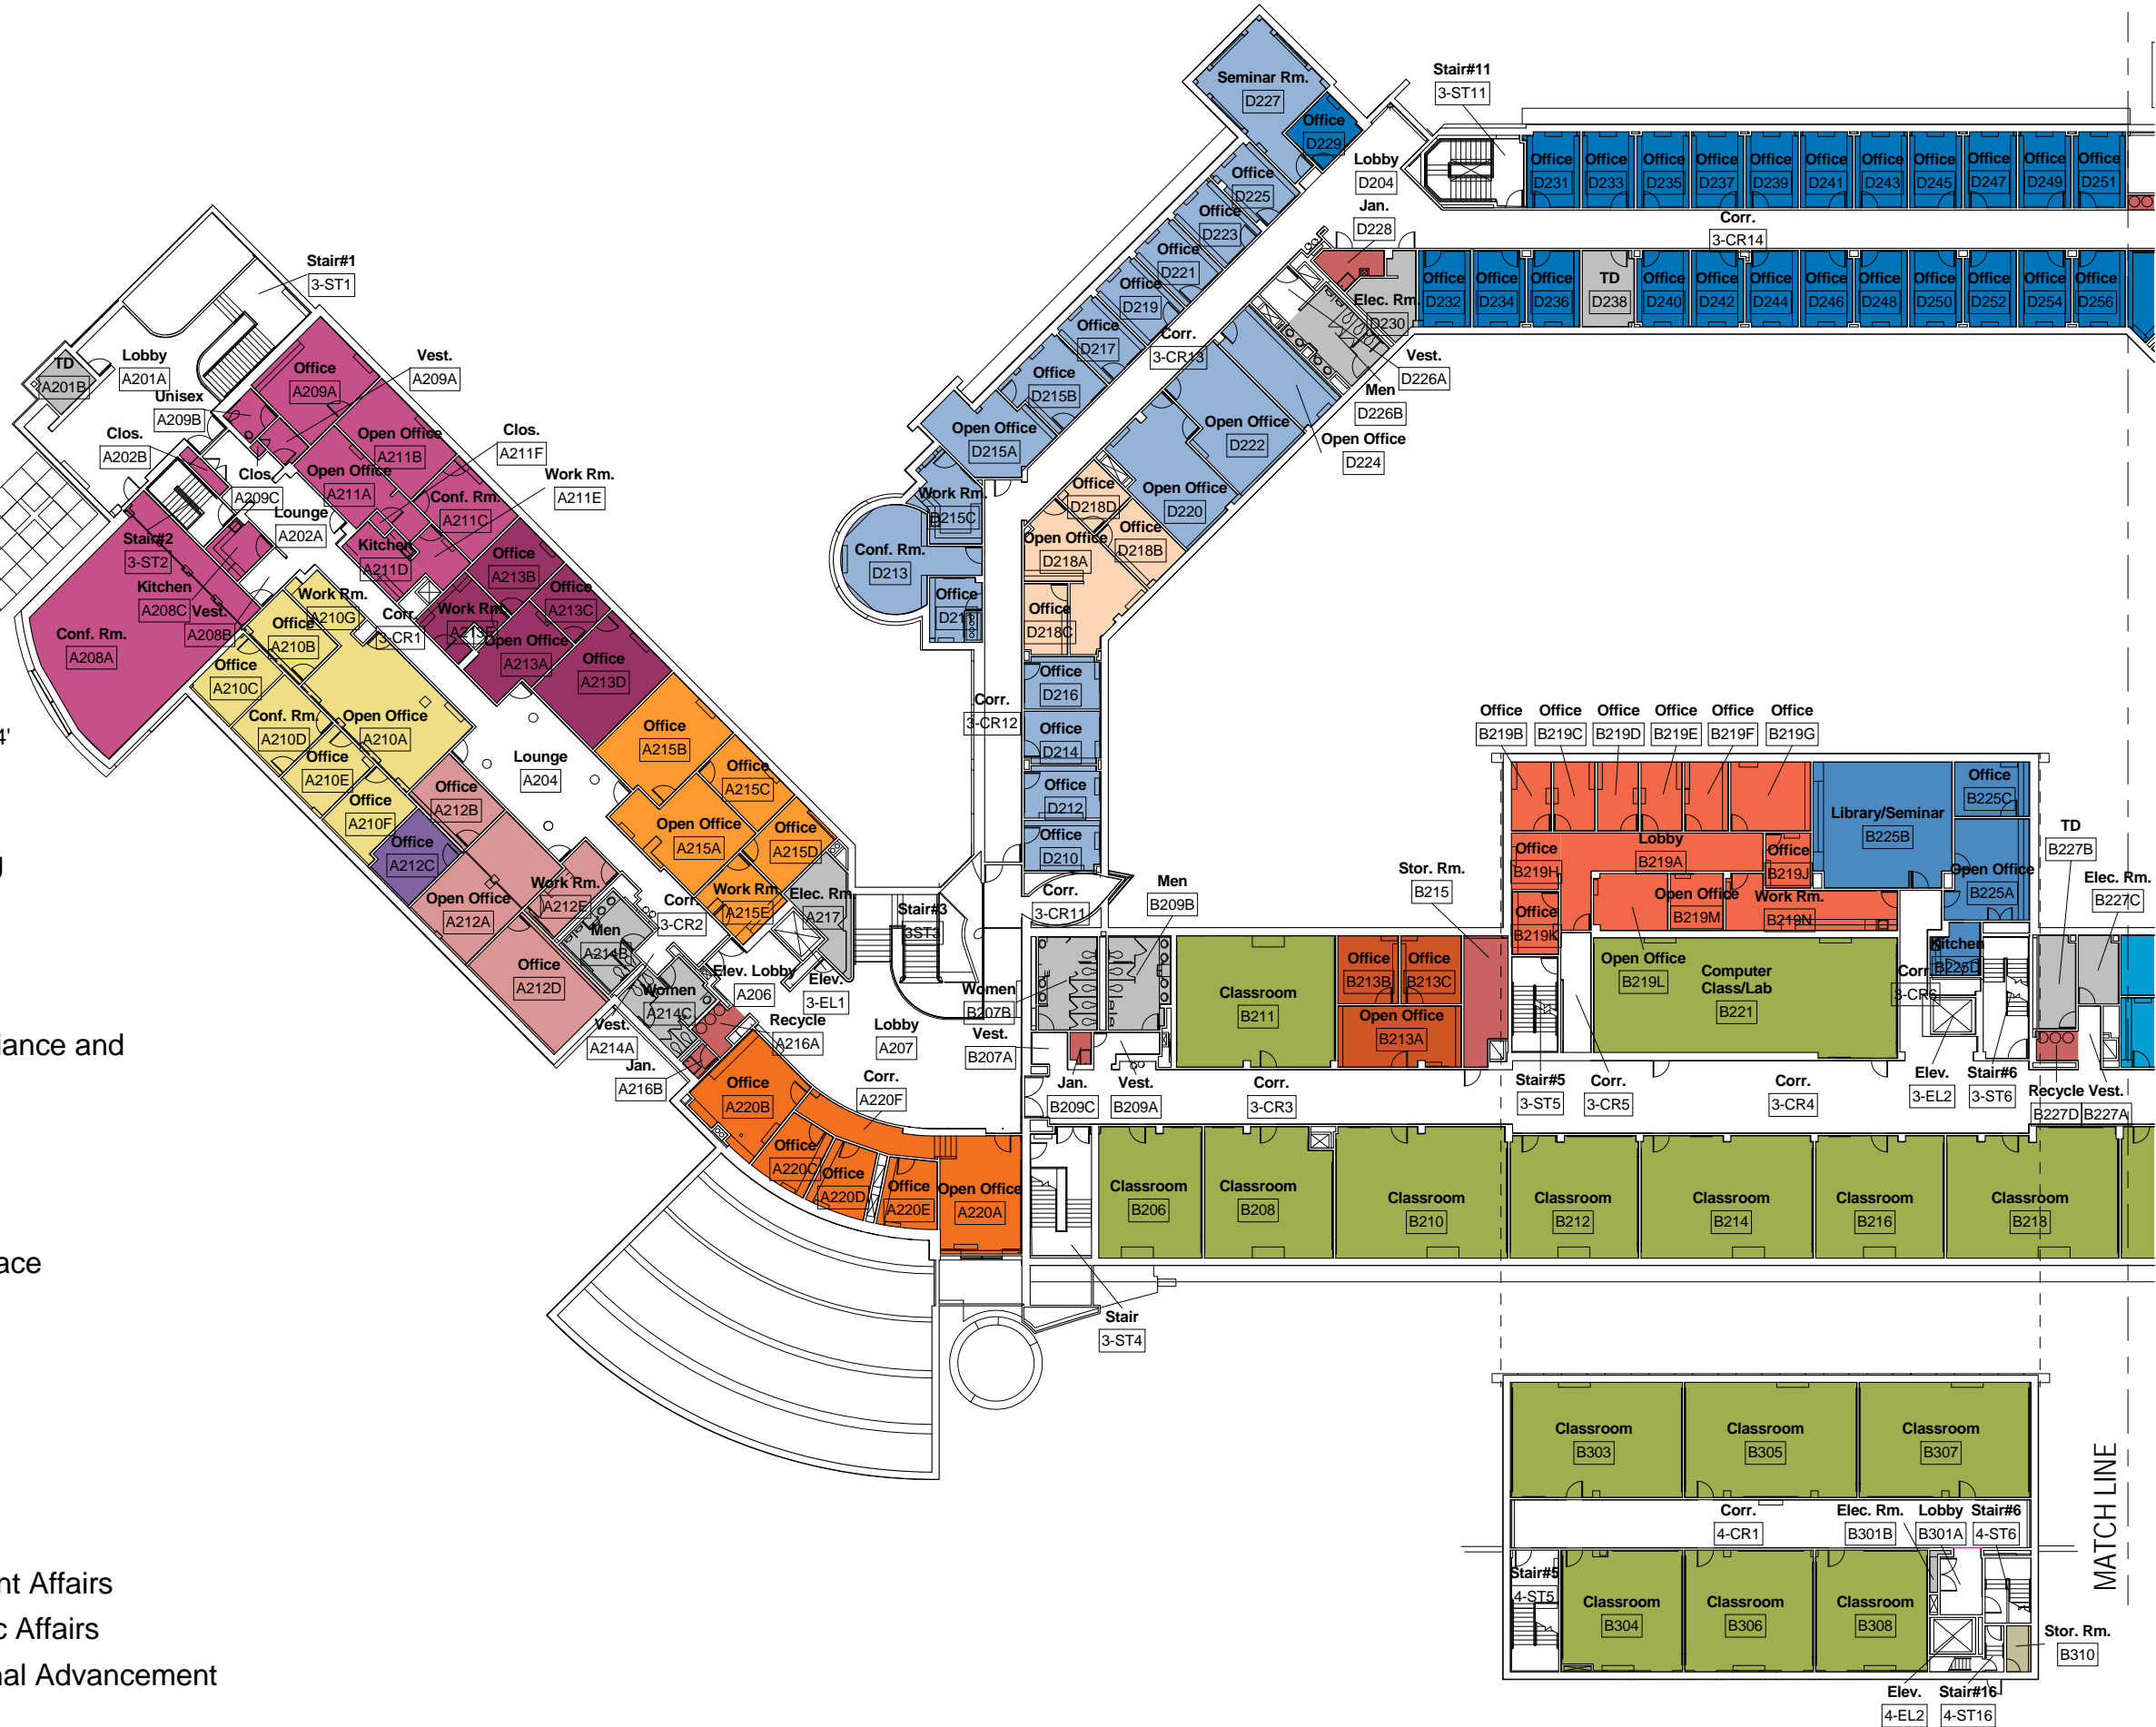 Seminar Rm.
D227
Office
D229
Stair#11
3-ST11
Lobby
D204
Jan.
D228
Office
D225
Office
D223
Office
D221
Office
D219
Office
D217
Office
D215B
Open Office
D215A
Work Rm.
D215C
Conf. Rm.
D213
Office
Corr.
3-CR13
Office
D231
Office
D233
Office
D235
Office
D237
Office
D239
Office
D241
Office
D243
Office
D245
Office
D247
Office
D249
Office
D251
Corr.
3-CR14
Elec. Rm.
D230
Office
D232
Office
D234
Office
D236
TD
D238
Office
D240
Office
D242
Office
D244
Office
D246
Office
D248
Office
D250
Office
D252
Office
D254
Office
D256
Vest.
D226A
Men
D226B
Open Office
D224
Open Office
D222
Open Office
D220
Office
D218D
Office
D218B
Open Office
D218A
Office
D218C
Office
D216
Office
D214
Office
D212
Office
D210
Corr.
3-CR12
Corr.
3-CR11
Stair#1
3-ST1
TD
A201B
Lobby
A201A
Unisex
A209B
Clos.
A202B
Clos.
A209C
Lounge
A202A
Office
A209A
Vest.
A209A
Open Office
A211B
Open Office
A211A
Clos.
A211F
Conf. Rm.
A211C
Work Rm.
A211E
Kitchen
A211D
Stair#2
3-ST2
Kitchen
A208C
Vest.
A208B
Conf. Rm.
A208A
Work Rm.
A210G
Office
A210B
Office
A210C
Conf. Rm.
A210D
Open Office
A210A
Office
A210E
Office
A210F
Corr.
3-CR1
Office
A213B
Office
A213C
Work Rm.
A213E
Open Office
A213A
Office
A213D
Lounge
A204
Office
A212B
Office
A212C
Open Office
A212A
Work Rm.
A212E
Office
A212D
Office
A215B
Office
A215C
Open Office
A215A
Office
A215D
Work Rm.
A215E
Elec. Rm.
A217
Corr.
3-CR2
Men
A214B
Women
A214C
Vest.
A214A
Elev. Lobby
A206
Elev.
3-EL1
Recycle
A216A
Jan.
A216B
Stair#3
3ST3
Lobby
A207
Corr.
A220F
Office
A220B
Office
A220C
Office
A220D
Office
A220E
Open Office
A220A
Women
B207B
Vest.
B207A
Men
B209B
Jan.
B209C
Vest.
B209A
Corr.
3-CR3
Classroom
B211
Office
B213B
Office
B213C
Open Office
B213A
Stor. Rm.
B215
Office
B219B
Office
B219C
Office
B219D
Office
B219E
Office
B219F
Office
B219G
Office
B219H
Lobby
B219A
Office
B219J
Office
B219K
Open Office
B219M
Work Rm.
B219N
Open Office
B219L
Computer
Class/Lab
B221
Library/Seminar
B225B
Office
B225C
Open Office
B225A
Kitchen
B225D
Corr.
3-CR6
TD
B227B
Elec. Rm.
B227C
Stair#5
3-ST5
Corr.
3-CR5
Corr.
3-CR4
Elev.
3-EL2
Stair#6
3-ST6
Recycle
B227D
Vest.
B227A
Classroom
B206
Classroom
B208
Classroom
B210
Classroom
B212
Classroom
B214
Classroom
B216
Classroom
B218
Stair
3-ST4
Classroom
B303
Classroom
B305
Classroom
B307
Corr.
4-CR1
Elec. Rm.
B301B
Lobby
B301A
Stair#6
4-ST6
Stair#5
4-ST5
Classroom
B304
Classroom
B306
Classroom
B308
Stor. Rm.
B310
Elev.
4-EL2
Stair#16
4-ST16
MATCH LINE
4'
g
iance and
ace
nt Affairs
c Affairs
nal Advancement